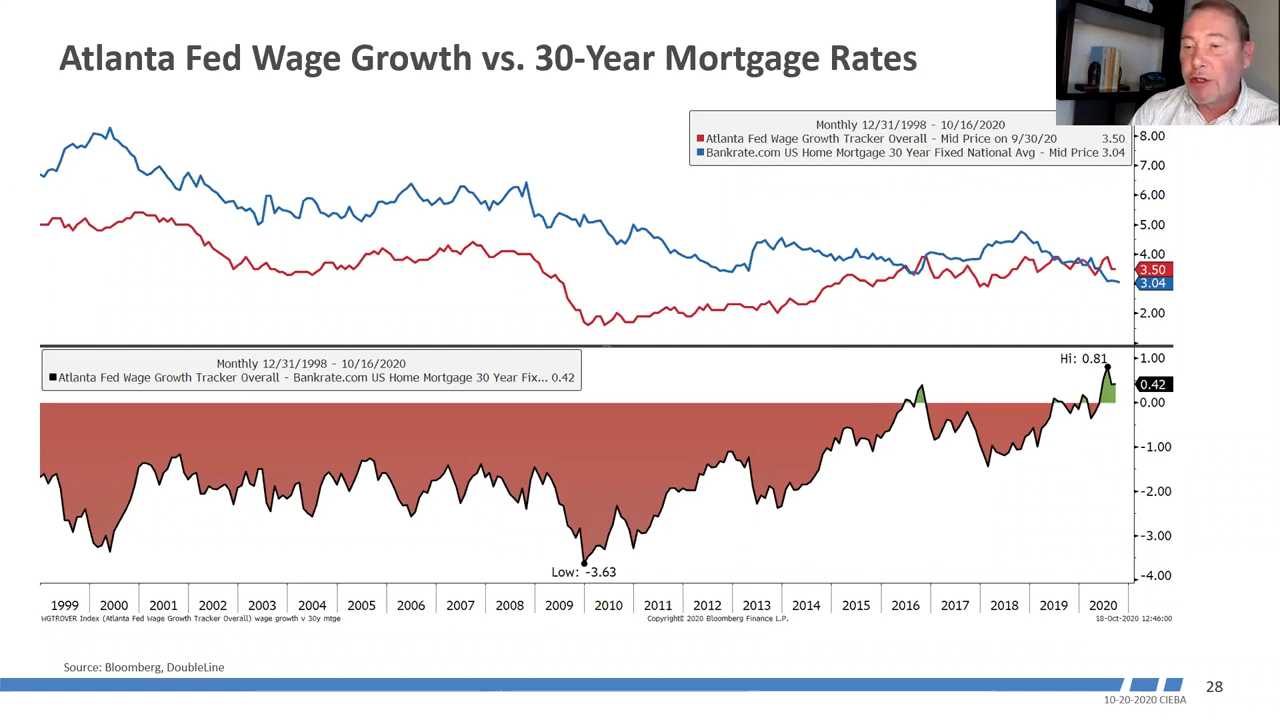 Atlanta Fed Wage Growth vs. 30-Year Mortgage Rates
Monthly 12/31/1998 - 10/16/2020
Atlanta Fed Wage Growth Tracker Overall - Mid Price on 9/30/20 3.50
Bankrate.com US Home Mortgage 30 Year Fixed National Avg - Mid Price 3.04
8.00
7.00
6.00
5.00
4.00
3.50
3.04
2.00
Monthly 12/31/1998 - 10/16/2020
Atlanta Fed Wage Growth Tracker Overall - Bankrate.com US Home Mortgage 30 Year Fix... 0.42
Hi: 0.81
1.00
0.42
0.00
-1.00
-2.00
-3.00
-4.00
Low: -3.63
1999 2000 2001 2002 2003 2004 2005 2006 2007 2008 2009 2010 2011 2012 2013 2014 2015 2016 2017 2018 2019 2020
WGTROVER Index (Atlanta Fed Wage Growth Tracker Overall) wage growth v 30y mtge Copyright© 2020 Bloomberg Finance L.P. 18-Oct-2020 12:46:00
Source: Bloomberg, DoubleLine
28
10-20-2020 CIEBA